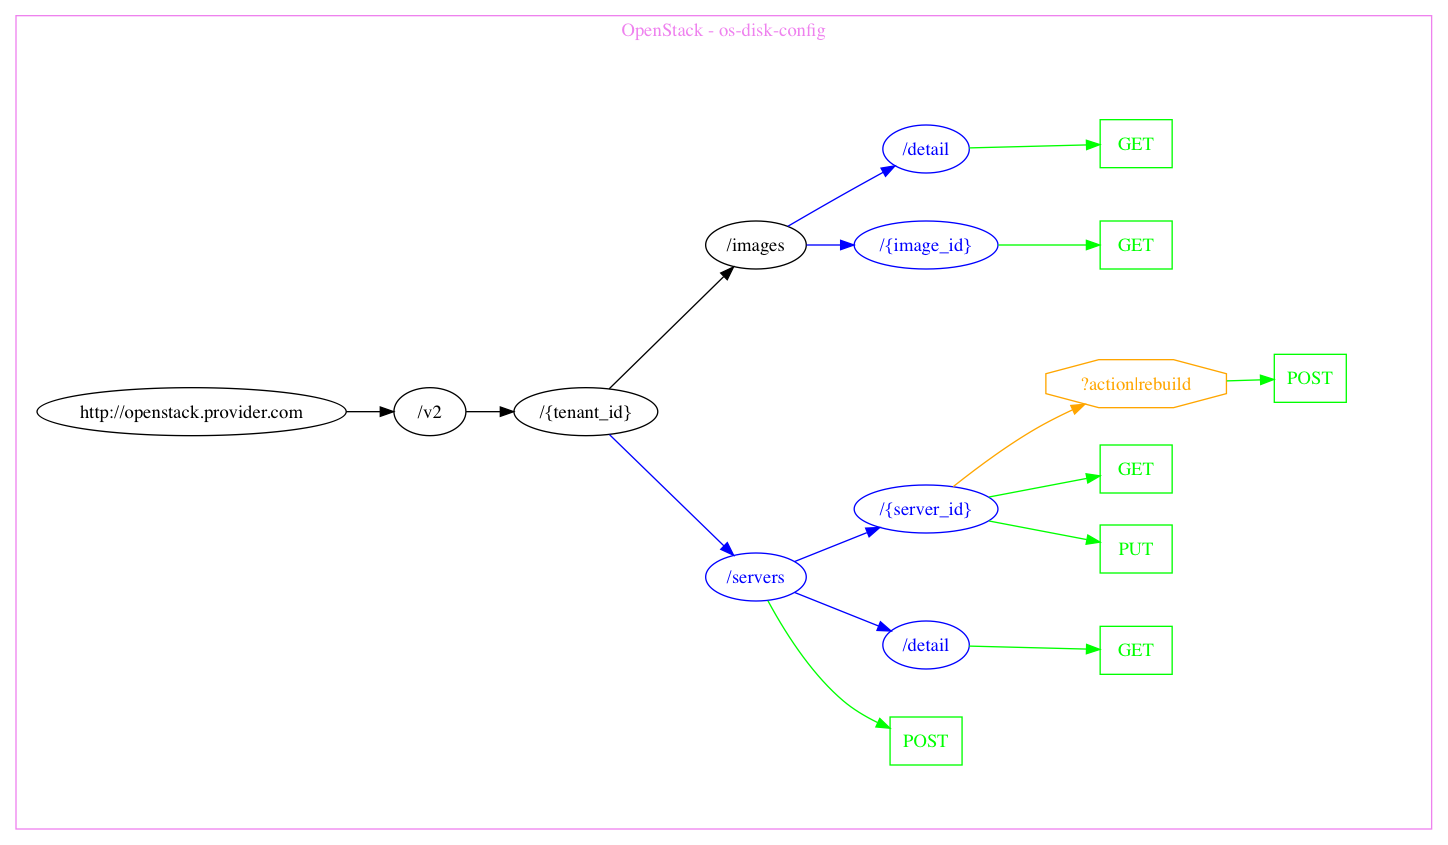 OpenStack - os-disk-config
/detail
GET
/images
/{image_id}
GET
?action|rebuild
POST
http://openstack.provider.com
/v2
/{tenant_id}
GET
/{server_id}
PUT
/servers
/detail
GET
POST